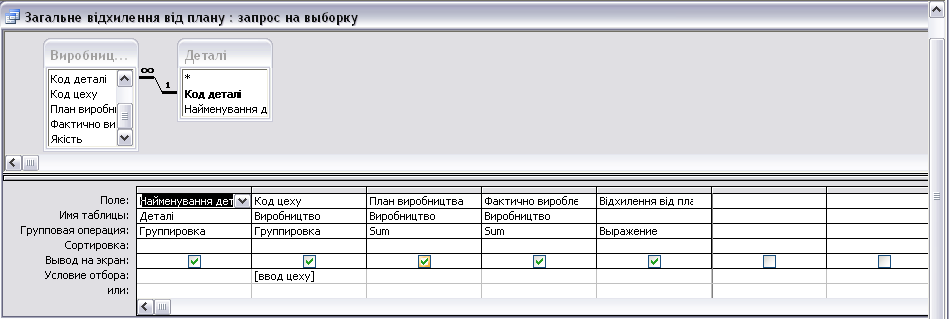 Загальне відхилення від плану : запрос на выборку
Виробниц...
Код деталі
Код цеху
План виробни
Фактично ви
Якість
∞
1
Деталі
*
Код деталі
Найменування д
Поле: Найменування дет Код цеху План виробництва Фактично виробле Відхилення від пла
Имя таблицы: Деталі Виробництво Виробництво Виробництво
Групповая операция: Группировка Группировка Sum Sum Выражение
Сортировка:
Вывод на экран:
Условие отбора: [ввод цеху]
или: